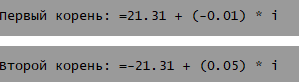 Первый корень: =21.31 + (-0.01) * i
Второй корень: =-21.31 + (0.05) * i